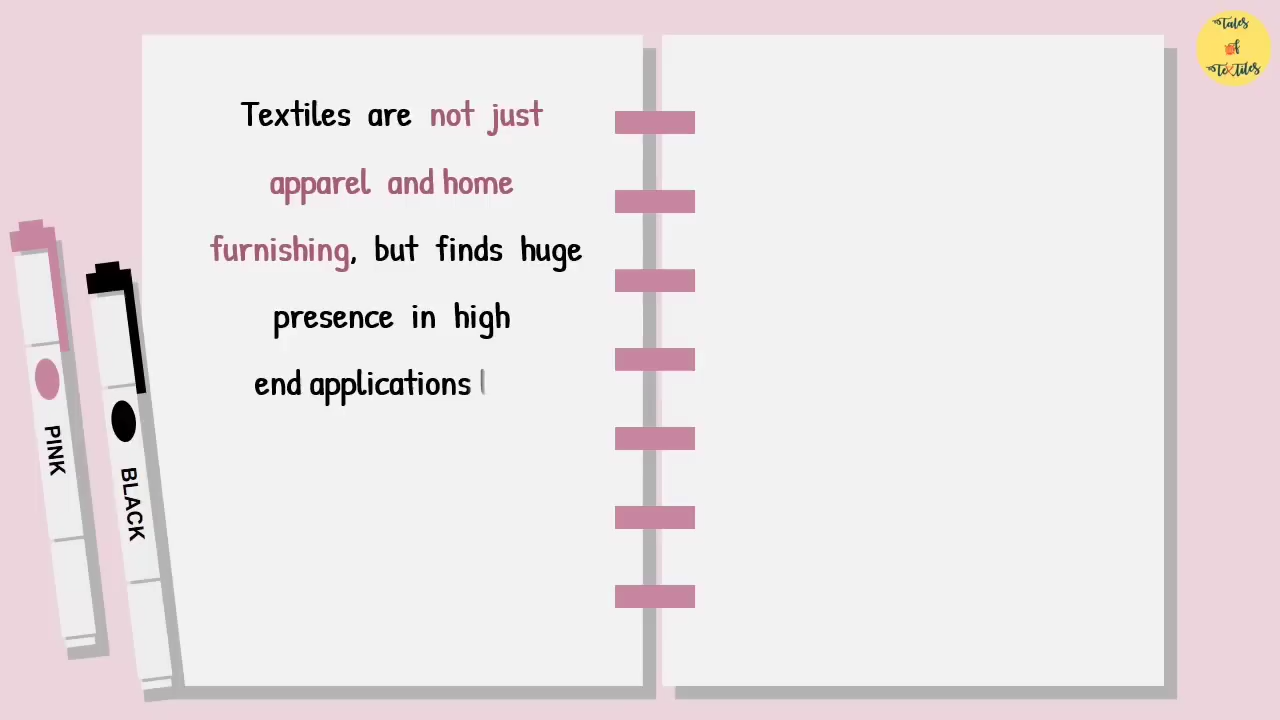 Textiles are not just
apparel and home
furnishing, but finds huge
presence in high
end applications
PINK
BLACK
Tales
of
Textiles